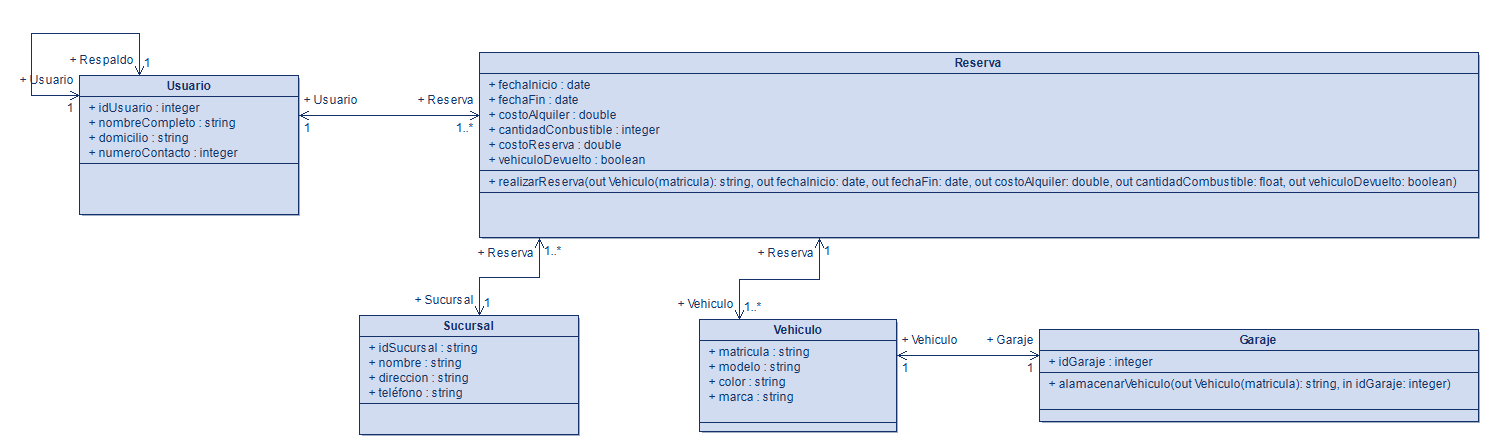 + Respaldo
1
+ Usuario
1
Usuario
+ idUsuario : integer
+ nombreCompleto : string
+ domicilio : string
+ numeroContacto : integer
+ Usuario
1
+ Reserva
1..*
Reserva
+ fechaInicio : date
+ fechaFin : date
+ costoAlquiler : double
+ cantidadConbustible : integer
+ costoReserva : double
+ vehiculoDevuelto : boolean
+ realizarReserva(out Vehiculo(matricula): string, out fechaInicio: date, out fechaFin: date, out costoAlquiler: double, out cantidadCombustible: float, out vehiculoDevuelto: boolean)
+ Reserva
1..*
+ Sucursal
1
Sucursal
+ idSucursal : string
+ nombre : string
+ direccion : string
+ teléfono : string
+ Reserva
1
+ Vehiculo
1..*
Vehiculo
+ matricula : string
+ modelo : string
+ color : string
+ marca : string
+ Vehiculo
1
+ Garaje
1
Garaje
+ idGaraje : integer
+ alamacenarVehiculo(out Vehiculo(matricula): string, in idGaraje: integer)